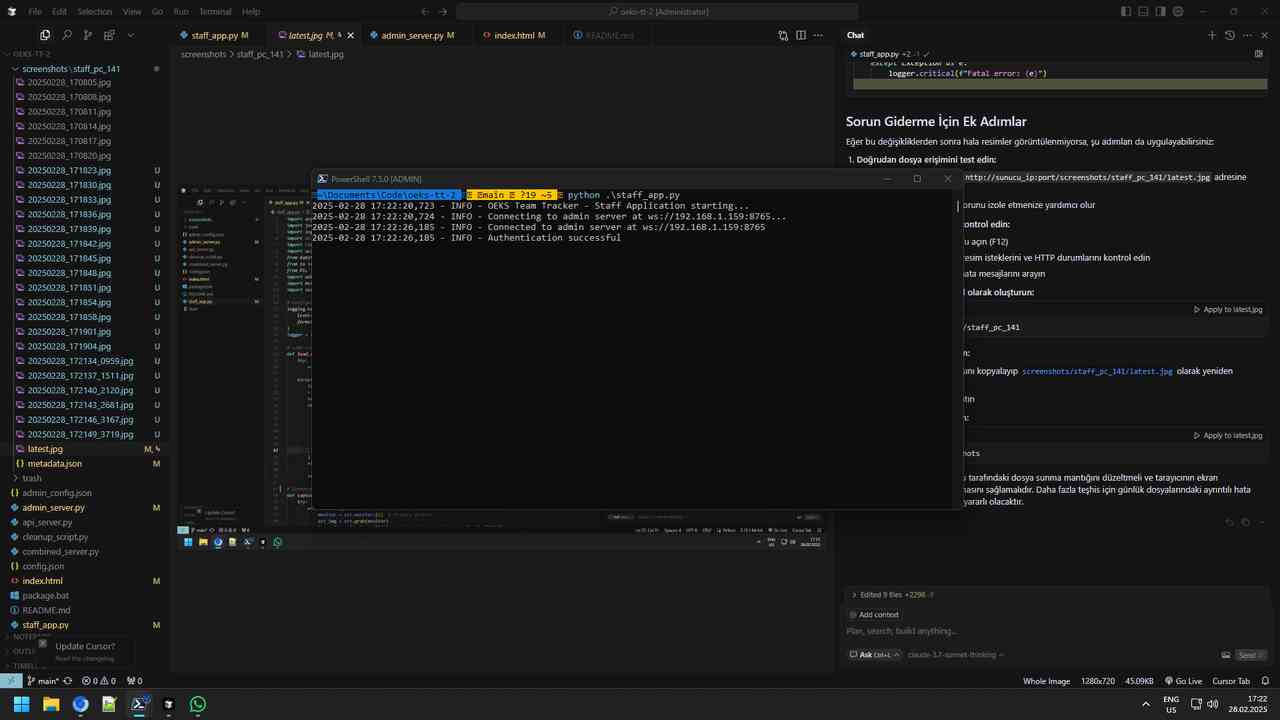 File Edit Selection View Go Run Terminal Help
oeks-tt-2 [Administrator]
staff_app.py M
latest.jpg M,
admin_server.py M
index.html M
README.md
screenshots > staff_pc_141 > latest.jpg
OEKS-TT-2
screenshots \ staff_pc_141
20250228_170805.jpg
20250228_170808.jpg
20250228_170811.jpg
20250228_170814.jpg
20250228_170817.jpg
20250228_170820.jpg
20250228_171823.jpg U
20250228_171830.jpg U
20250228_171833.jpg U
20250228_171836.jpg U
20250228_171839.jpg U
20250228_171842.jpg U
20250228_171845.jpg U
20250228_171848.jpg U
20250228_171851.jpg U
20250228_171854.jpg U
20250228_171858.jpg U
20250228_171901.jpg U
20250228_171904.jpg U
20250228_172134_0959.jpg U
20250228_172137_1511.jpg U
20250228_172140_2120.jpg U
20250228_172143_2681.jpg U
20250228_172146_3167.jpg U
20250228_172149_3719.jpg U
latest.jpg M,
metadata.json M
trash
admin_config.json
admin_server.py M
api_server.py
cleanup_script.py
combined_server.py
config.json
index.html M
package.bat
README.md
staff_app.py M
Update Cursor?
Read the changelog.
PowerShell 7.5.0 [ADMIN]
~\Documents\Code\oeks-tt-2 main ≡ ?19 ~5 python .\staff_app.py
2025-02-28 17:22:20,723 - INFO - OEKS Team Tracker - Staff Application starting...
2025-02-28 17:22:20,724 - INFO - Connecting to admin server at ws://192.168.1.159:8765...
2025-02-28 17:22:26,185 - INFO - Connected to admin server at ws://192.168.1.159:8765
2025-02-28 17:22:26,185 - INFO - Authentication successful
Chat
staff_app.py +2 -1
except Exception as e:
logger.critical(f"Fatal error: {e}")
Sorun Giderme İçin Ek Adımlar
Eğer bu değişikliklerden sonra hala resimler görüntülenmiyorsa, şu adımları da uygulayabilirsiniz:
1. Doğrudan dosya erişimini test edin:
http://sunucu_ip:port/screenshots/staff_pc_141/latest.jpg adresine
orunu izole etmenize yardımcı olur
kontrol edin:
u açın (F12)
resim isteklerini ve HTTP durumlarını kontrol edin
ata mesajlarını arayın
l olarak oluşturun:
Apply to latest.jpg
/staff_pc_141
ını kopyalayıp screenshots/staff_pc_141/latest.jpg olarak yeniden
Apply to latest.jpg
u tarafındaki dosya sunma mantığını ve tarayıcının ekran
masını sağlamalıdır. Daha fazla teşhis için günlük dosyalarındaki ayrıntılı hata
yararlı olacaktır.
Edited 9 files +2296
Add context
Plan, search, build anything...
Ask Ctrl+L
claude-3.7-sonnet-thinking
Send
main* 0 0 0
Whole Image 1280x720 45.09KB Go Live Cursor Tab
ENG
US
17:22
28.02.2025